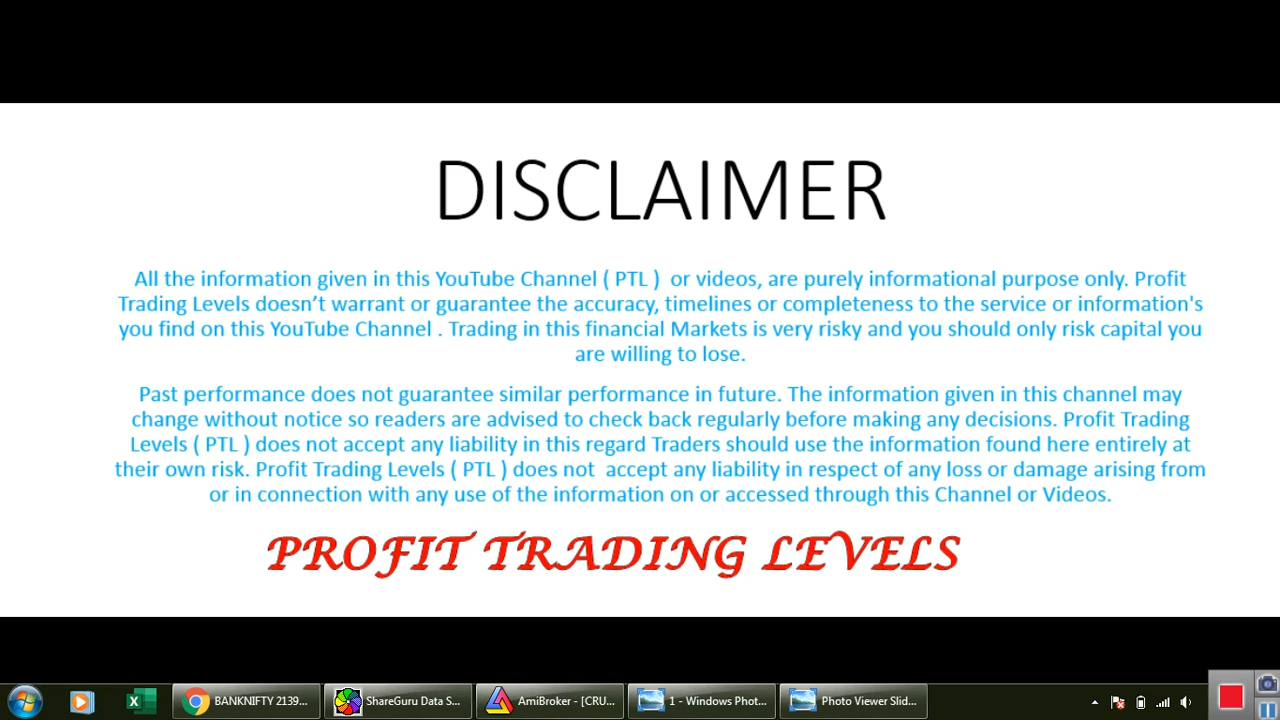 DISCLAIMER
All the information given in this YouTube Channel ( PTL )  or videos, are purely informational purpose only. Profit
Trading Levels doesn’t warrant or guarantee the accuracy, timelines or completeness to the service or information's
you find on this YouTube Channel . Trading in this financial Markets is very risky and you should only risk capital you
are willing to lose.
Past performance does not guarantee similar performance in future. The information given in this channel may
change without notice so readers are advised to check back regularly before making any decisions. Profit Trading
Levels ( PTL ) does not accept any liability in this regard Traders should use the information found here entirely at
their own risk. Profit Trading Levels ( PTL ) does not  accept any liability in respect of any loss or damage arising from
or in connection with any use of the information on or accessed through this Channel or Videos.
PROFIT TRADING LEVELS
BANKNIFTY 2139... ShareGuru Data S... AmiBroker - [CRU... 1 - Windows Phot... Photo Viewer Slid...